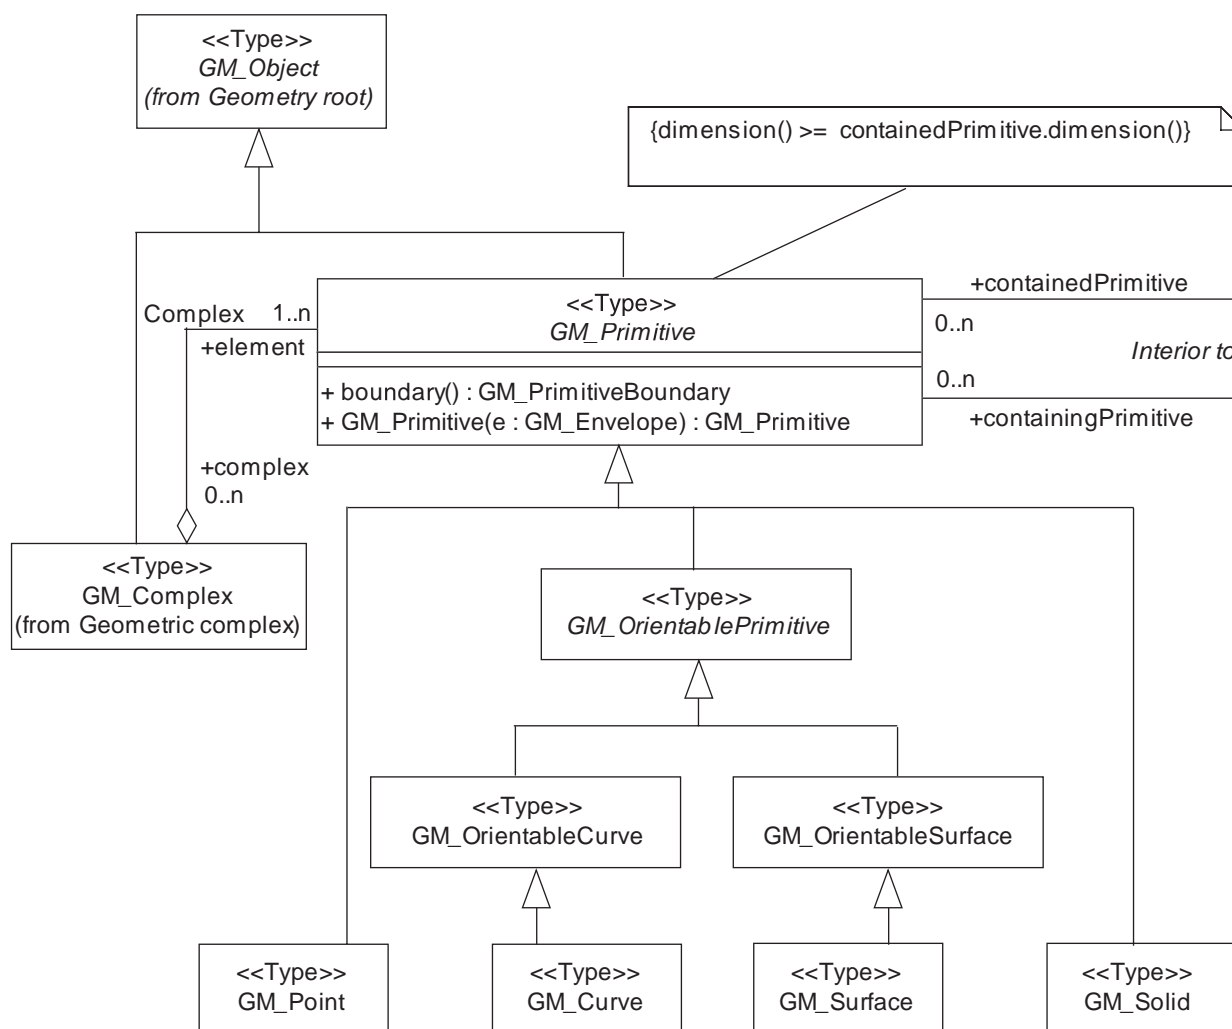 <<Type>>
GM_Object
(from Geometry root)
{dimension() >= containedPrimitive.dimension()}
<<Type>>
GM_Primitive
+ boundary() : GM_PrimitiveBoundary
+ GM_Primitive(e : GM_Envelope) : GM_Primitive
Complex 1..n
+element
+complex
0..n
+containedPrimitive
0..n
Interior to
0..n
+containingPrimitive
<<Type>>
GM_Complex
(from Geometric complex)
<<Type>>
GM_OrientablePrimitive
<<Type>>
GM_OrientableCurve
<<Type>>
GM_OrientableSurface
<<Type>>
GM_Point
<<Type>>
GM_Curve
<<Type>>
GM_Surface
<<Type>>
GM_Solid